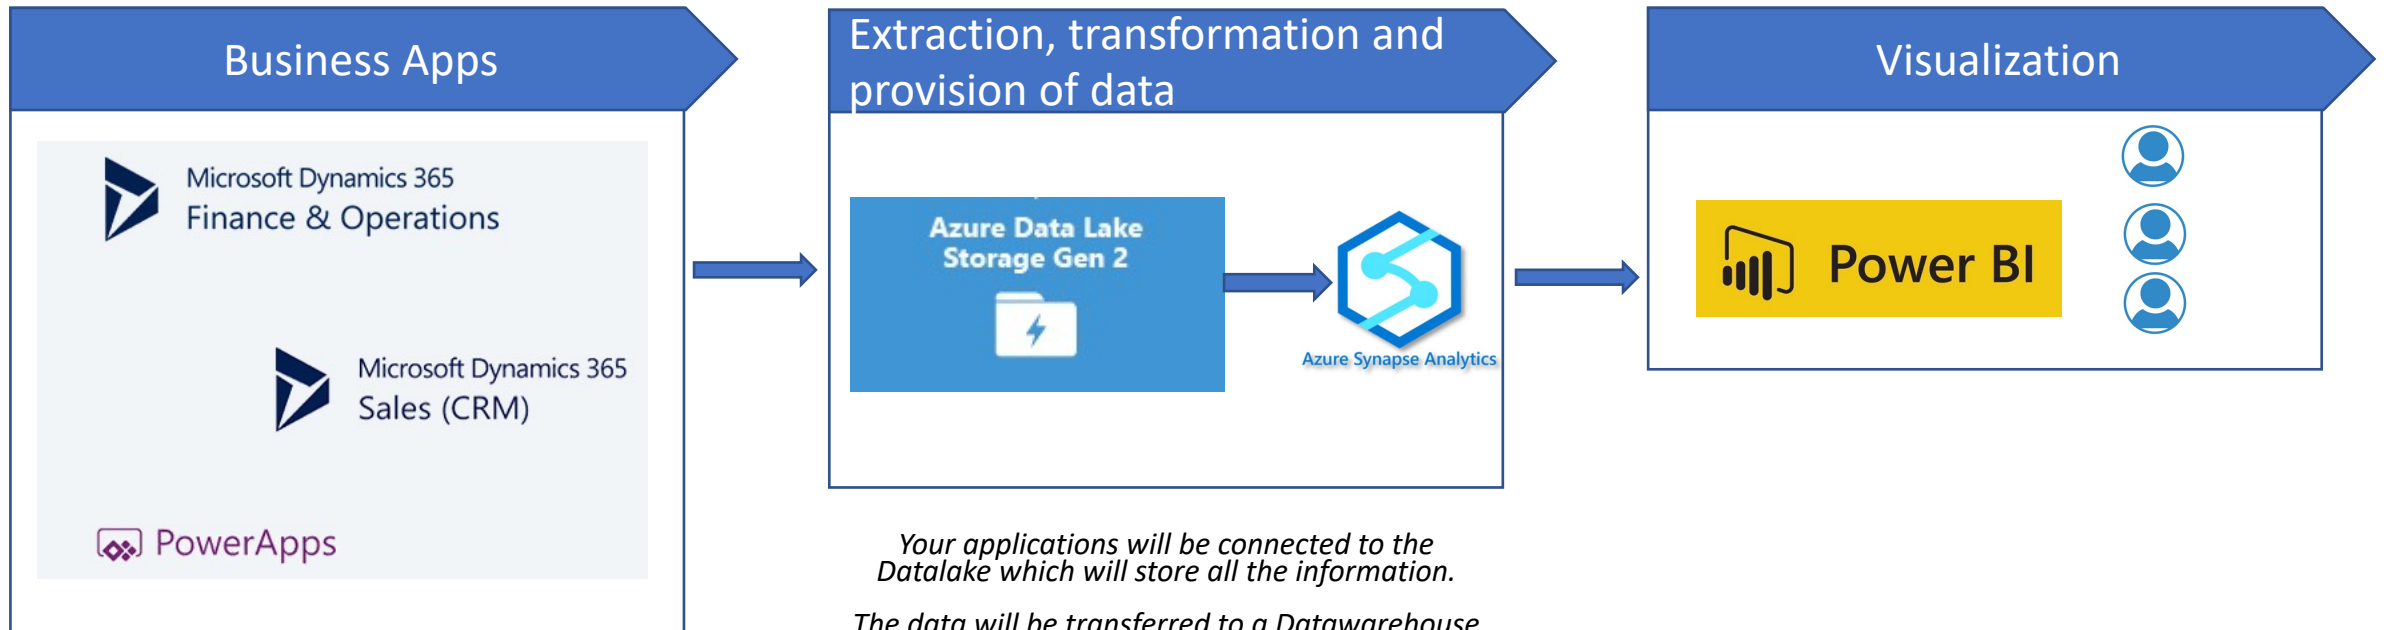 Business Apps
Microsoft Dynamics 365
Finance & Operations
Microsoft Dynamics 365
Sales (CRM)
PowerApps
Extraction, transformation and
provision of data
Azure Data Lake
Storage Gen 2
Azure Synapse Analytics
Your applications will be connected to the
Datalake which will store all the information.
The data will be transferred to a Datawarehouse
Visualization
Power BI